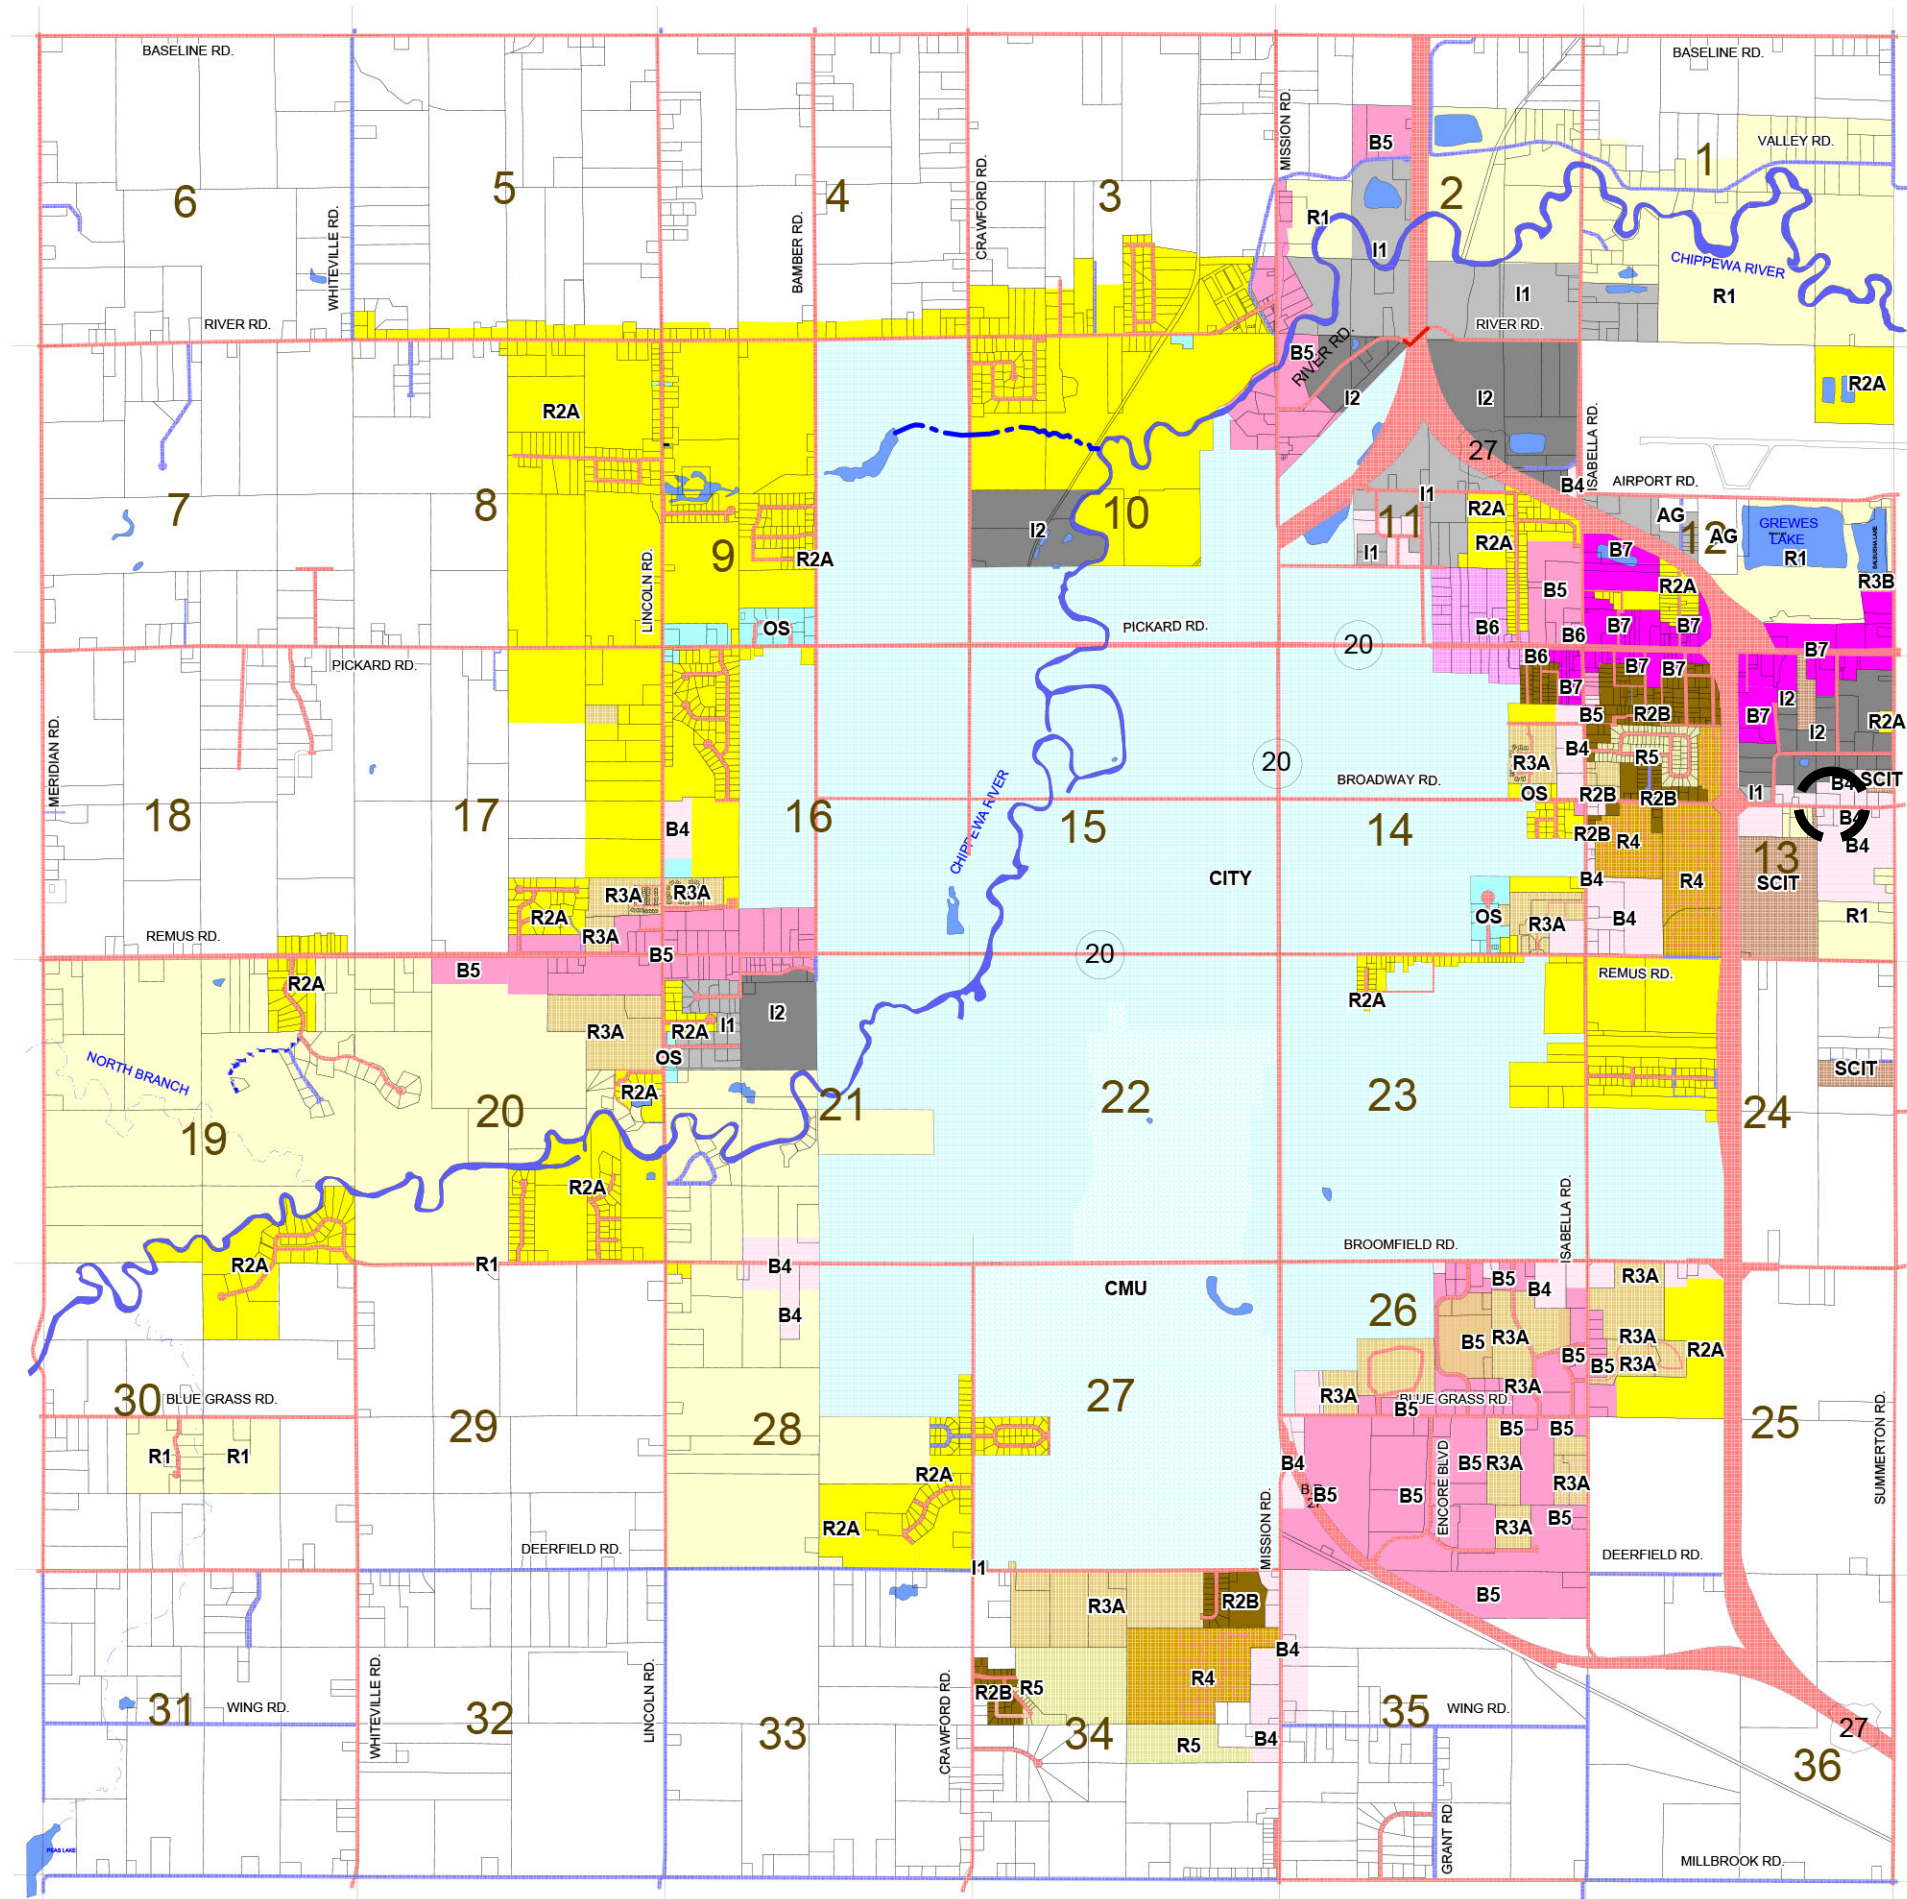 BASELINE RD.
BASELINE RD.
MISSION RD.
B5
VALLEY RD.
1
6
5
4
3
2
WHITEVILLE RD.
BAMBER RD.
CRAWFORD RD.
R1
I1
CHIPPEWA RIVER
R1
I1
RIVER RD.
RIVER RD.
B5
RIVER RD.
I2
I2
R2A
R2A
ISABELLA RD.
27
AIRPORT RD.
B4
I1
7
8
9
10
I2
R2A
11
R2A
R2A
I1
AG
12
AG
GREWES
LAKE
R1
B7
R3B
LINCOLN RD.
B5
R2A
OS
PICKARD RD.
B6
B6
B7
B7
20
PICKARD RD.
B6
B7
B7
B7
B7
I2
MERIDIAN RD.
B5
R2B
B7
I2
R2A
B4
R3A
R5
20
BROADWAY RD.
OS
R2B
R2B
I1
B4
SCIT
18
17
B4
16
15
14
R2B
R4
B4
B4
13
CHIPPEWA RIVER
CITY
SCIT
R3A
R3A
B4
R4
R2A
OS
R3A
B4
R1
REMUS RD.
R3A
B5
20
B5
R2A
REMUS RD.
R2A
R3A
R2A
I1
I2
OS
NORTH BRANCH
R2A
SCIT
19
20
21
22
23
24
R2A
ISABELLA RD.
R2A
R1
B4
BROOMFIELD RD.
B4
CMU
B5
B4
R3A
26
B5
R3A
R3A
B5
B5
R3A
R2A
30
BLUE GRASS RD.
29
28
27
R3A
R3A
BLUE GRASS RD.
B5
25
SUMMERTON RD.
R1
R1
B5
B5
ENCORE BLVD
R2A
B4
B5
R3A
R3A
B5
B5
MISSION RD.
R2A
R3A
B5
DEERFIELD RD.
I1
DEERFIELD RD.
R3A
R2B
B5
B4
WHITEVILLE RD.
LINCOLN RD.
CRAWFORD RD.
R2B
R5
R4
31
WING RD.
32
33
34
35
WING RD.
R5
B4
27
36
GRANT RD.
MILLBROOK RD.